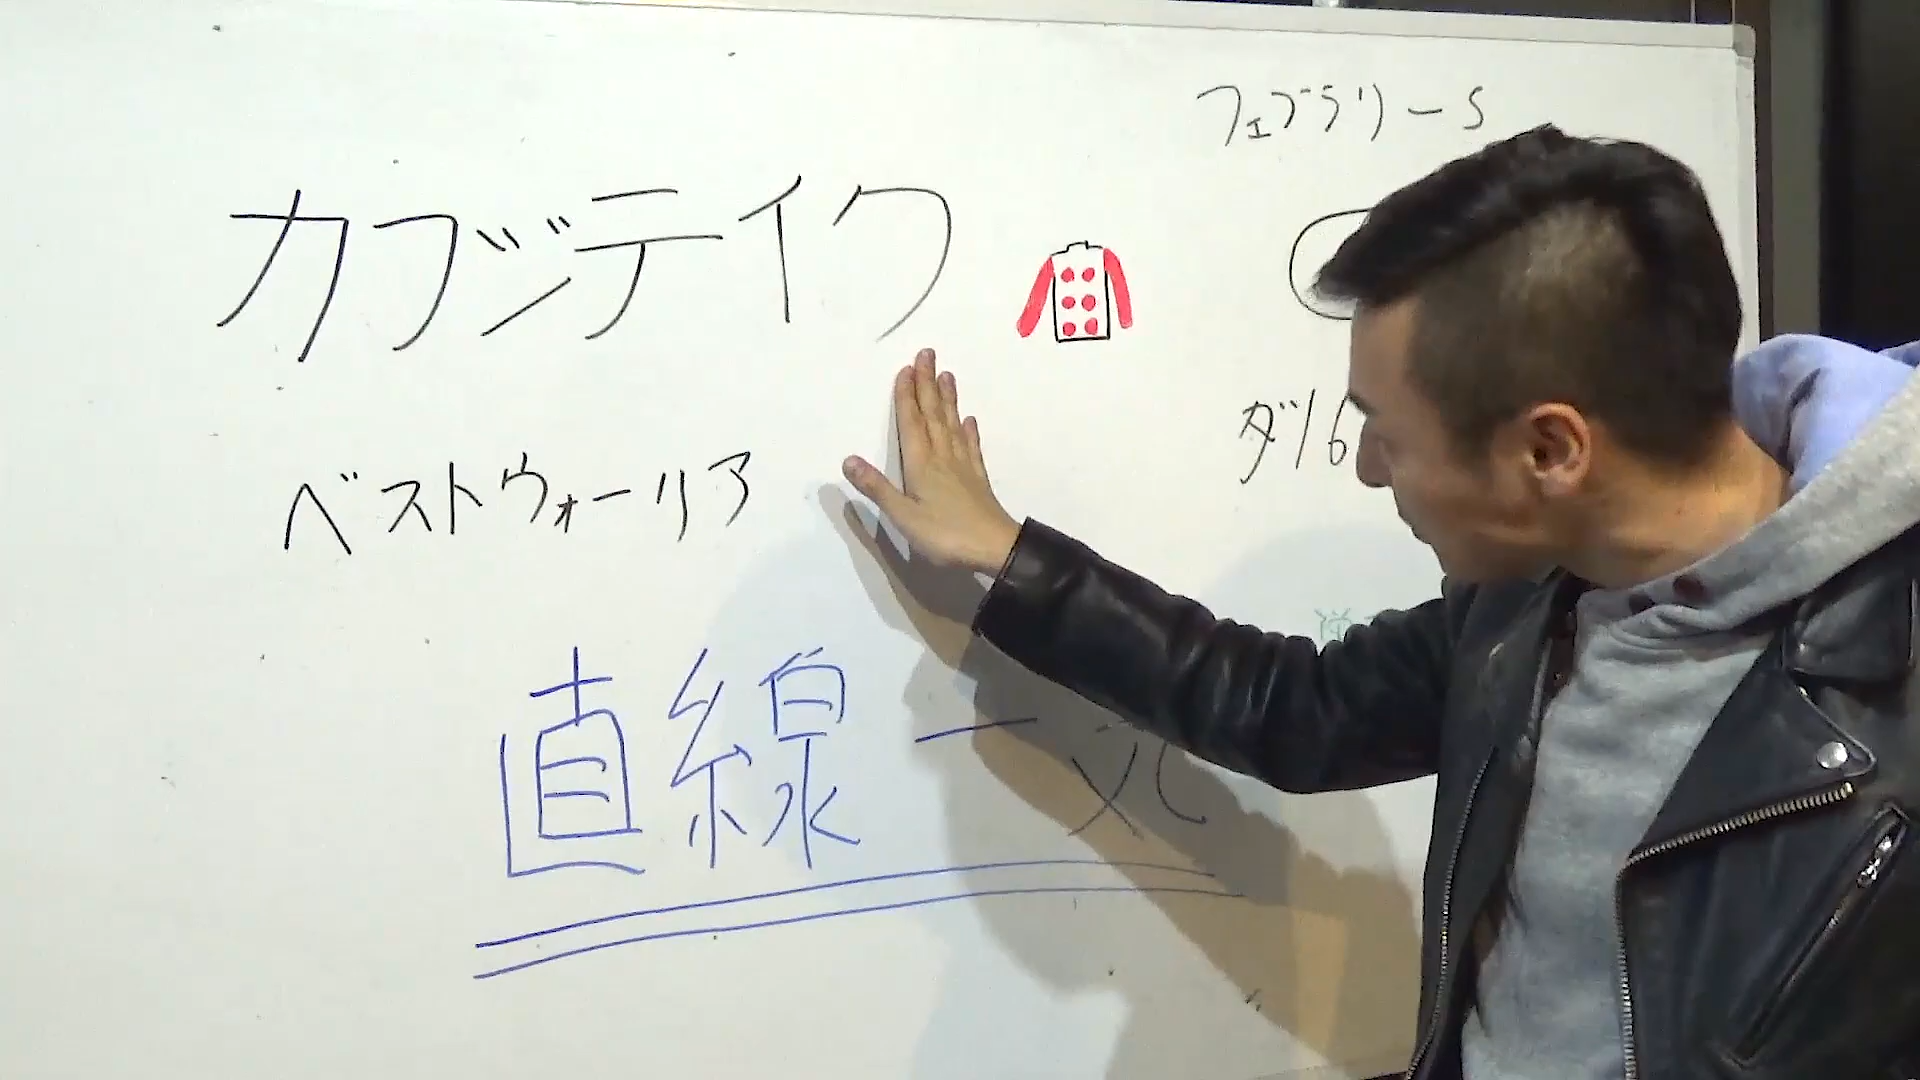 フェブラリーS
カフジテイク
ダ16
ベストウォーリア
直線一気